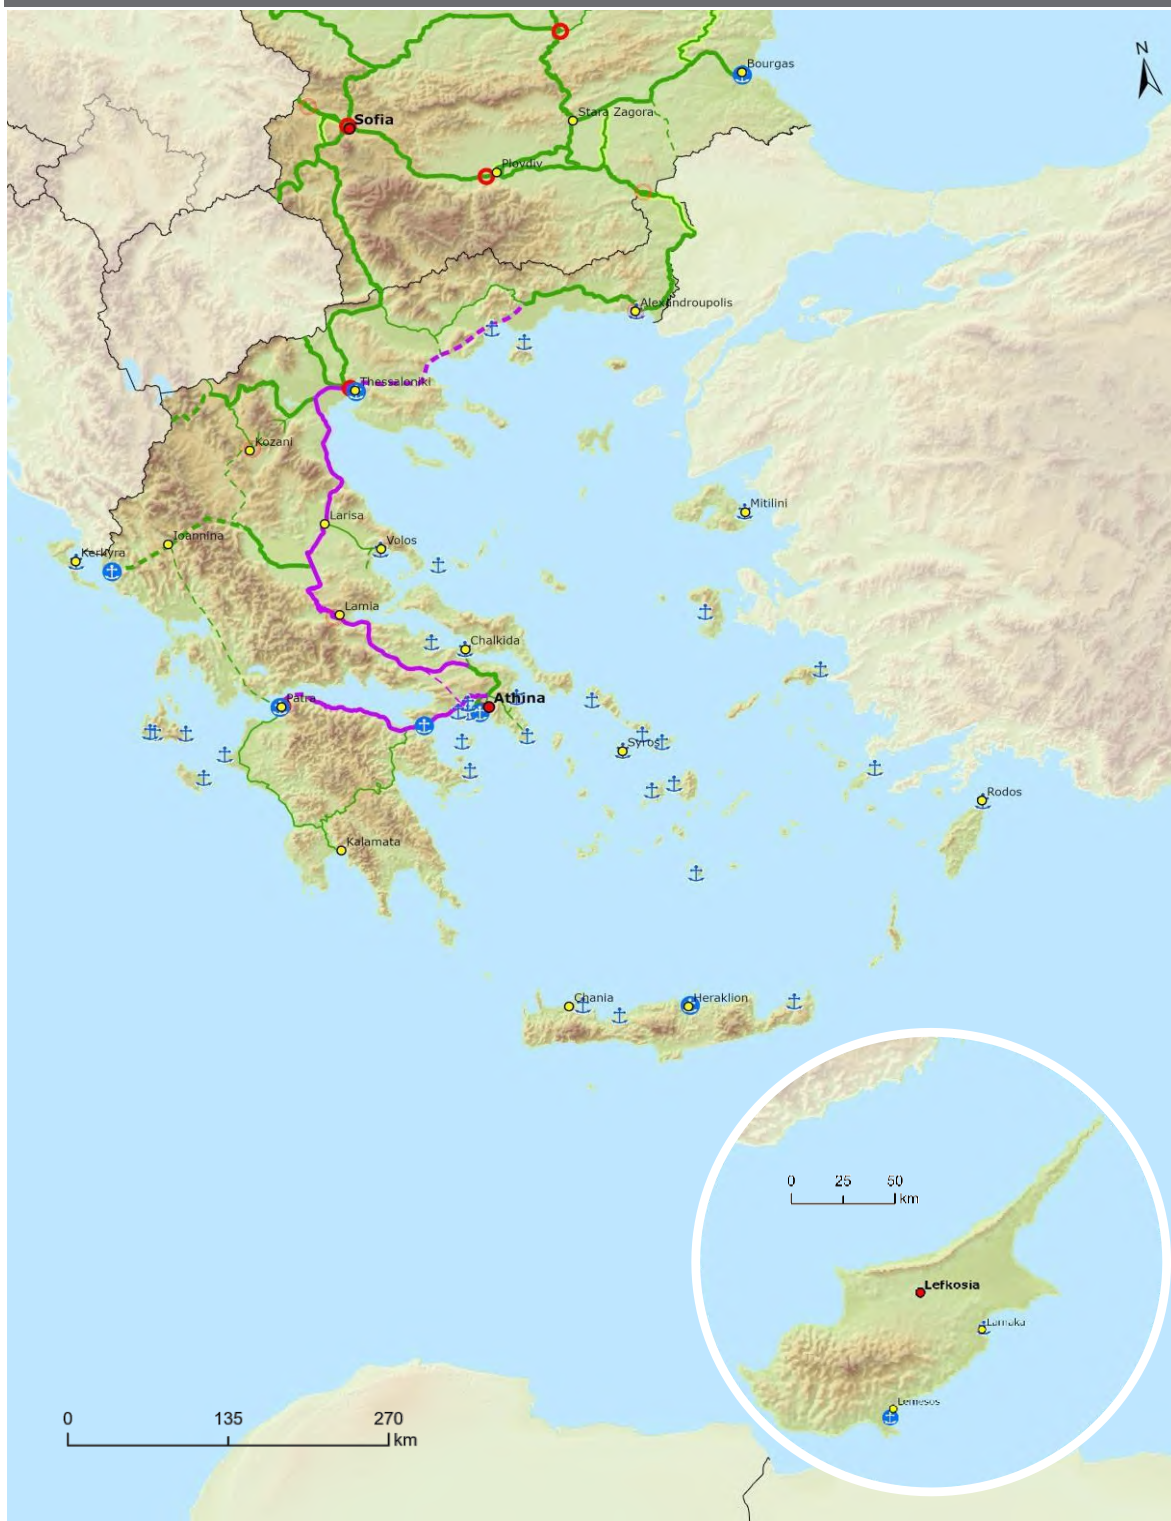 N
Bourgas
Stara Zagora
Sofia
Plovdiv
Alexandroupolis
Thessaloniki
Kozani
Mitilini
Larisa
Ioannina
Volos
Kerkyra
Lamia
Chalkida
Patra
Athina
Syros
Rodos
Kalamata
Chania
Heraklion
0 25 50
km
Lefkosia
Larnaka
Lemesos
0 135 270
km